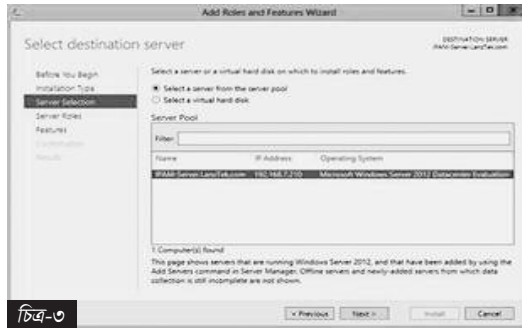 Add Roles and Features Wizard
Select destination server
DESTINATION SERVER
IPAM-Server.LansTek.com
Before You Begin
Installation Type
Server Selection
Server Roles
Features
Confirmation
Results
Select a server or a virtual hard disk on which to install roles and features.
Select a server from the server pool
Select a virtual hard disk
Server Pool
Filter:
Name IP Address Operating System
IPAM-Server.LansTek.com 192.168.7.210 Microsoft Windows Server 2012 Datacenter Evaluation
1 Computer(s) found
This page shows servers that are running Windows Server 2012, and that have been added by using the
Add Servers command in Server Manager. Offline servers and newly-added servers from which data
collection is still incomplete are not shown.
< Previous Next > Install Cancel
চিত্র-৩